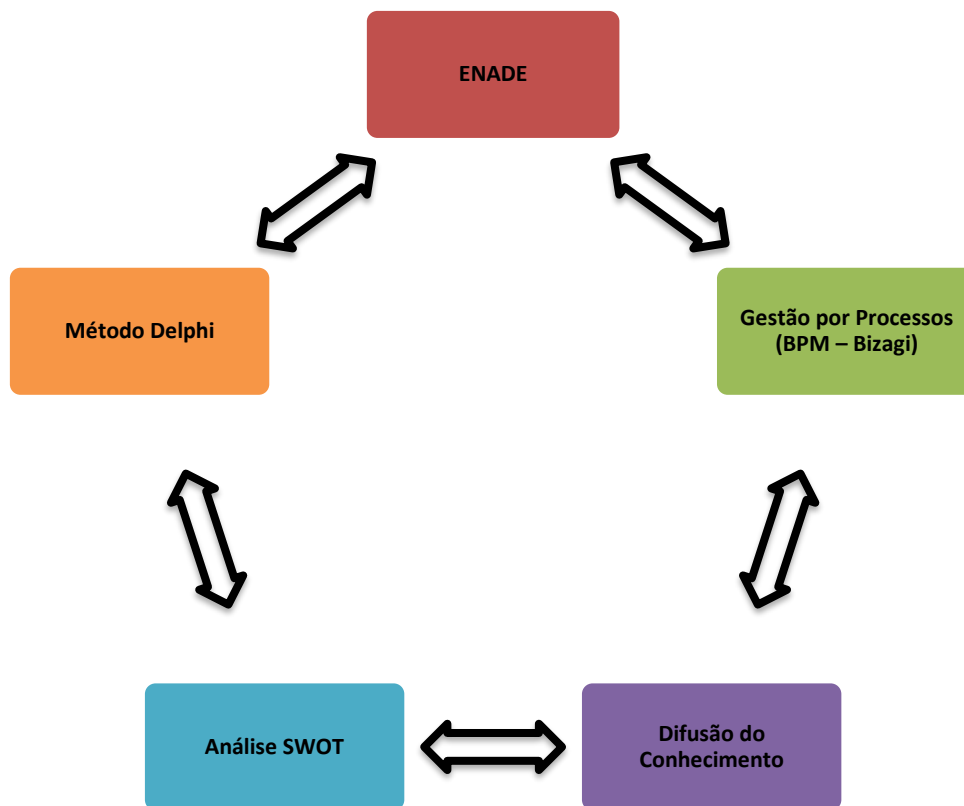 ENADE
Método Delphi
Gestão por Processos
(BPM – Bizagi)
Análise SWOT
Difusão do
Conhecimento